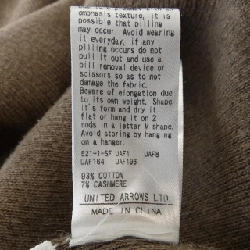 emphasis texture, it is
possible that pilling
may occur. Avoid wearing
it everyday, if any
pilling occurs do not
pull it out and use a
pill removal device or
scissors so as to not
damage the fabric.
Beware of elongation due
to its own weight. Shape
it's form and dry it
flat or hang it on 2
rods in a letter V shape.
Avoid storing by hanging
on a hanger.
93% COTTON
7% CASHMERE
UNITED ARROWS LTD.
MADE IN CHINA